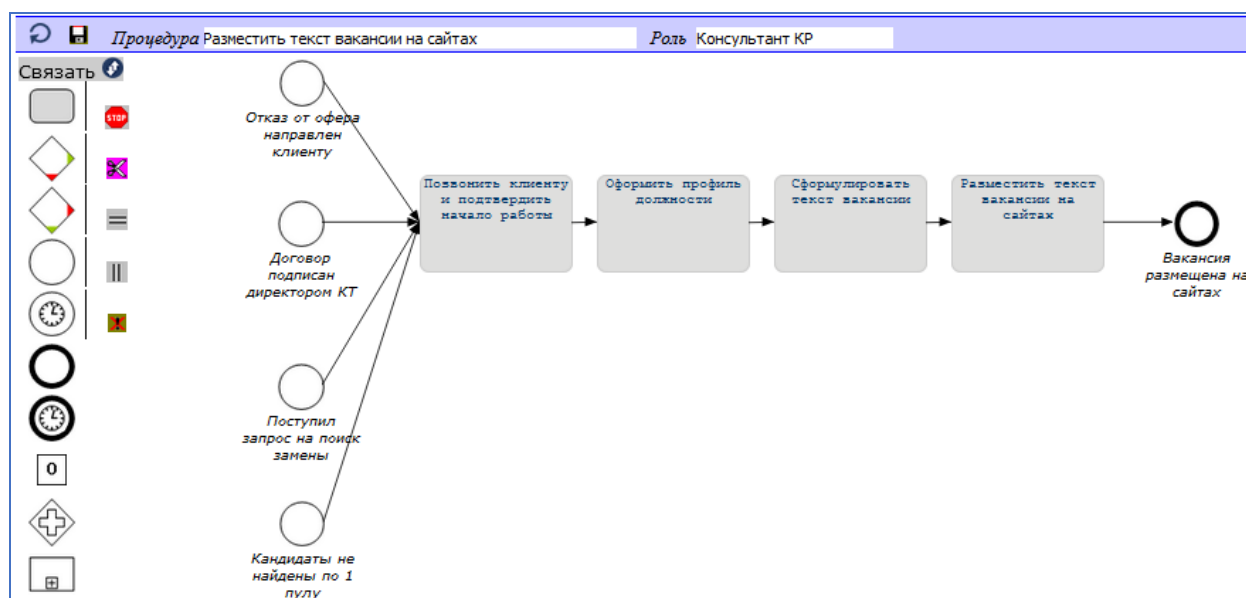 Процедура Разместить текст вакансии на сайтах Роль Консультант КР
Связать
STOP
0
Отказ от офера
направлен
клиенту
Договор
подписан
директором КТ
Поступил
запрос на поиск
замены
Кандидаты не
найдены по 1
пулу
Позвонить клиенту
и подтвердить
начало работы
Оформить профиль
должности
Сформулировать
текст вакансии
Разместить текст
вакансии на
сайтах
Вакансия
размещена на
сайтах